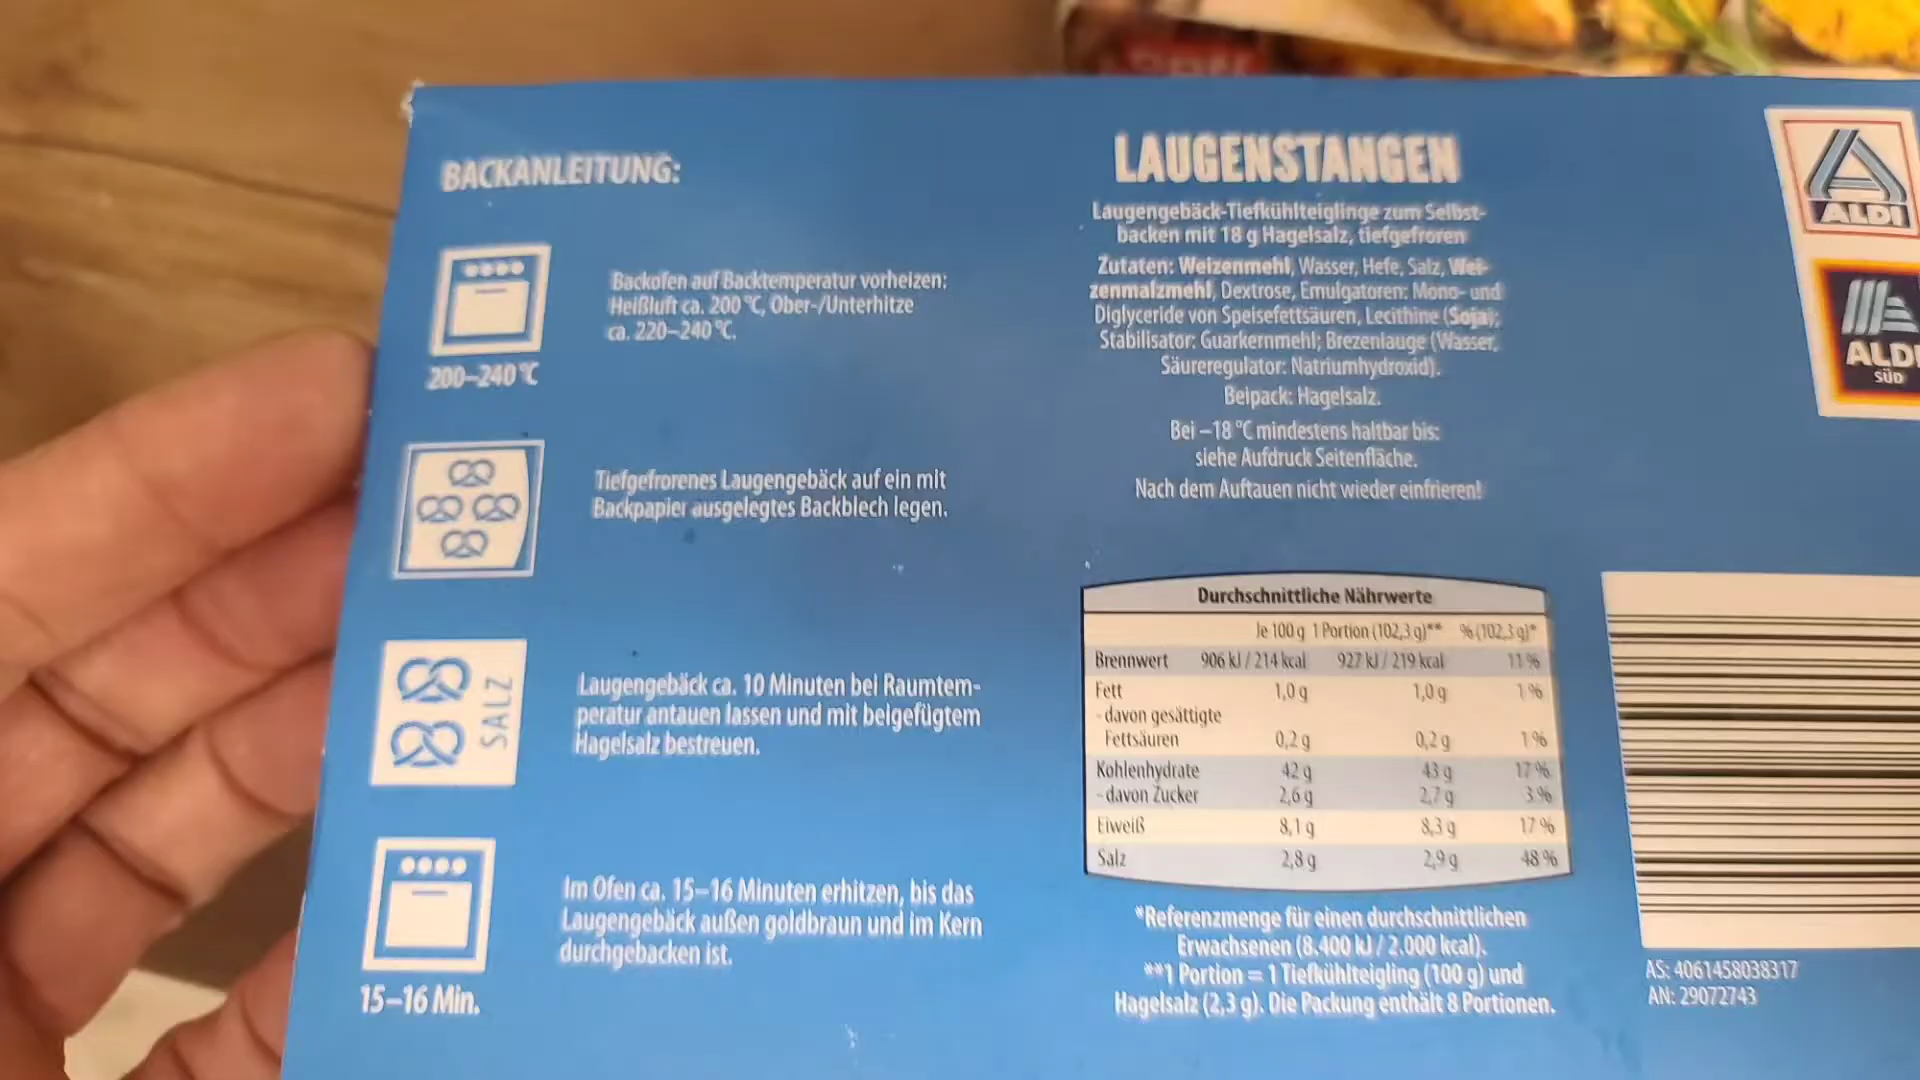 BACKANLEITUNG:
200–240 °C
Backofen auf Backtemperatur vorheizen:
Heißluft ca. 200 °C, Ober-/Unterhitze
ca. 220–240 °C.
Tiefgefrorenes Laugengebäck auf ein mit
Backpapier ausgelegtes Backblech legen.
SALZ
Laugengebäck ca. 10 Minuten bei Raumtem-
peratur antauen lassen und mit beigefügtem
Hagelsalz bestreuen.
15–16 Min.
Im Ofen ca. 15–16 Minuten erhitzen, bis das
Laugengebäck außen goldbraun und im Kern
durchgebacken ist.
LAUGENSTANGEN
Laugengebäck-Tiefkühlteiglinge zum Selbst-
backen mit 18 g Hagelsalz, tiefgefroren
Zutaten: Weizenmehl, Wasser, Hefe, Salz, Wei-
zenmalzmehl, Dextrose, Emulgatoren: Mono- und
Diglyceride von Speisefettsäuren, Lecithine (Soja);
Stabilisator: Guarkernmehl; Brezenlauge (Wasser,
Säureregulator: Natriumhydroxid).
Beipack: Hagelsalz.
Bei –18 °C mindestens haltbar bis:
siehe Aufdruck Seitenfläche.
Nach dem Auftauen nicht wieder einfrieren!
Durchschnittliche Nährwerte
Je 100 g 1 Portion (102,3 g)** % (102,3 g)*
Brennwert 906 kJ / 214 kcal 927 kJ / 219 kcal 11 %
Fett 1,0 g 1,0 g 1 %
- davon gesättigte
Fettsäuren 0,2 g 0,2 g 1 %
Kohlenhydrate 42 g 43 g 17 %
- davon Zucker 2,6 g 2,7 g 3 %
Eiweiß 8,1 g 8,3 g 17 %
Salz 2,8 g 2,9 g 48 %
*Referenzmenge für einen durchschnittlichen
Erwachsenen (8.400 kJ / 2.000 kcal).
**1 Portion = 1 Tiefkühlteigling (100 g) und
Hagelsalz (2,3 g). Die Packung enthält 8 Portionen.
ALDI
ALDI
SÜD
AS: 4061458038317
AN: 29072743